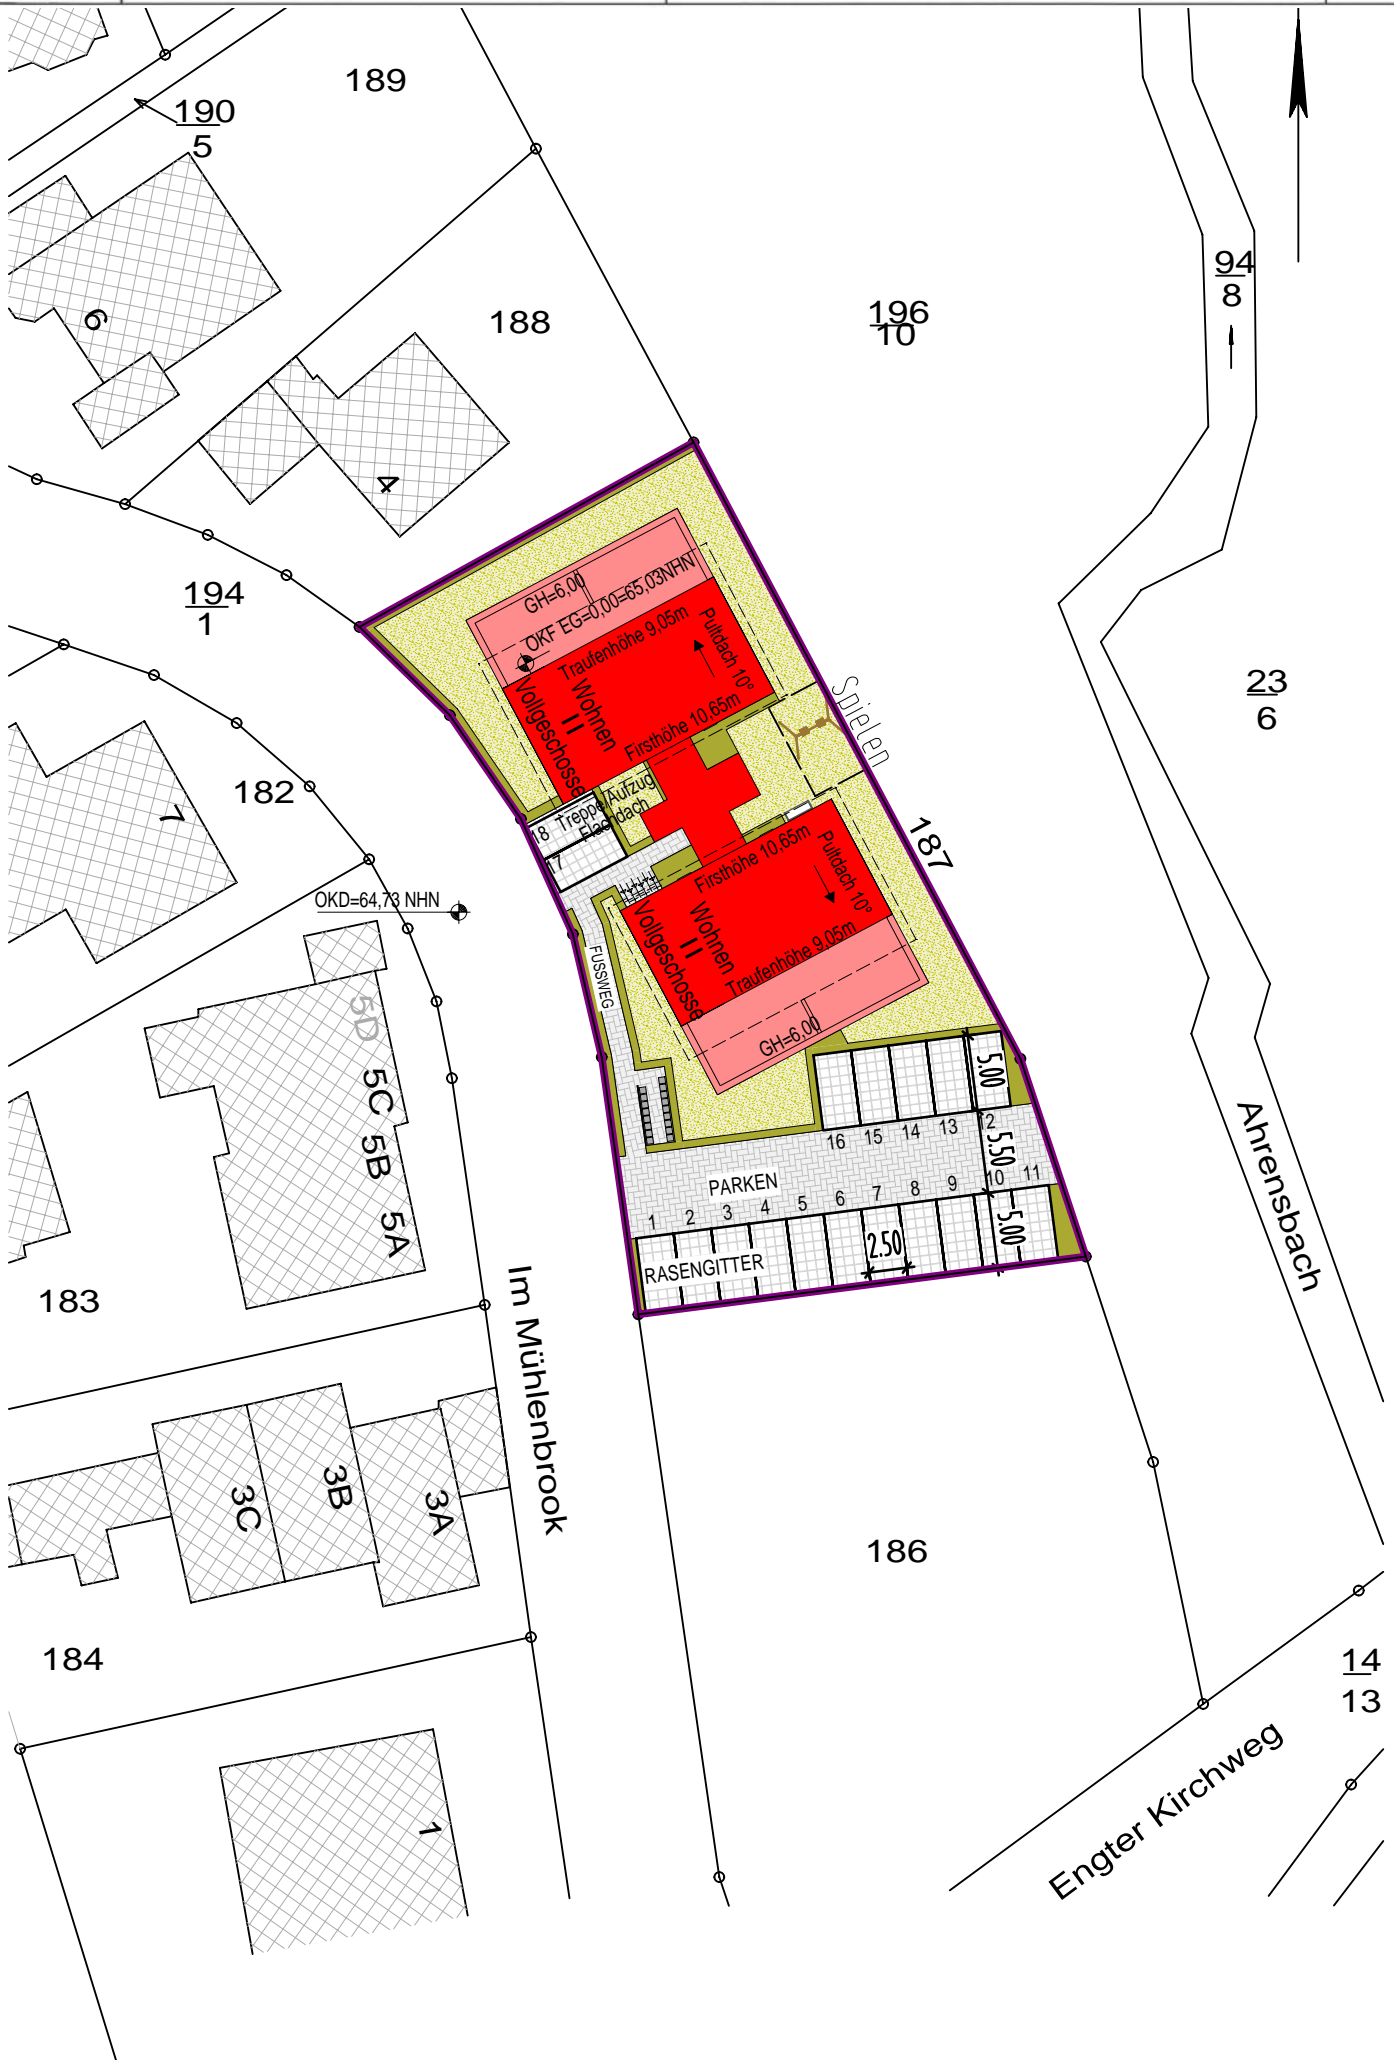 189
190
5
6
188
196
10
94
8
4
194
1
GH=6,00
OKF EG=0,00=65,03NHN
Traufenhöhe 9,05m
Pultdach 10°
Vollgeschosse
II
Wohnen
Firsthöhe 10,65m
Spielen
23
6
182
7
18
17
Treppe/Aufzug
Flachdach
187
OKD=64,73 NHN
Firsthöhe 10,65m
Pultdach 10°
Vollgeschosse
II
Wohnen
Traufenhöhe 9,05m
GH=6,00
FUSSWEG
5D
5C
5B
5A
5.00
16
15
14
13
12
5.50
PARKEN
1
2
3
4
5
6
7
8
9
10
11
RASENGITTER
2.50
5.00
Ahrensbach
183
Im Mühlenbrook
3C
3B
3A
186
184
14
13
Engter Kirchweg
1